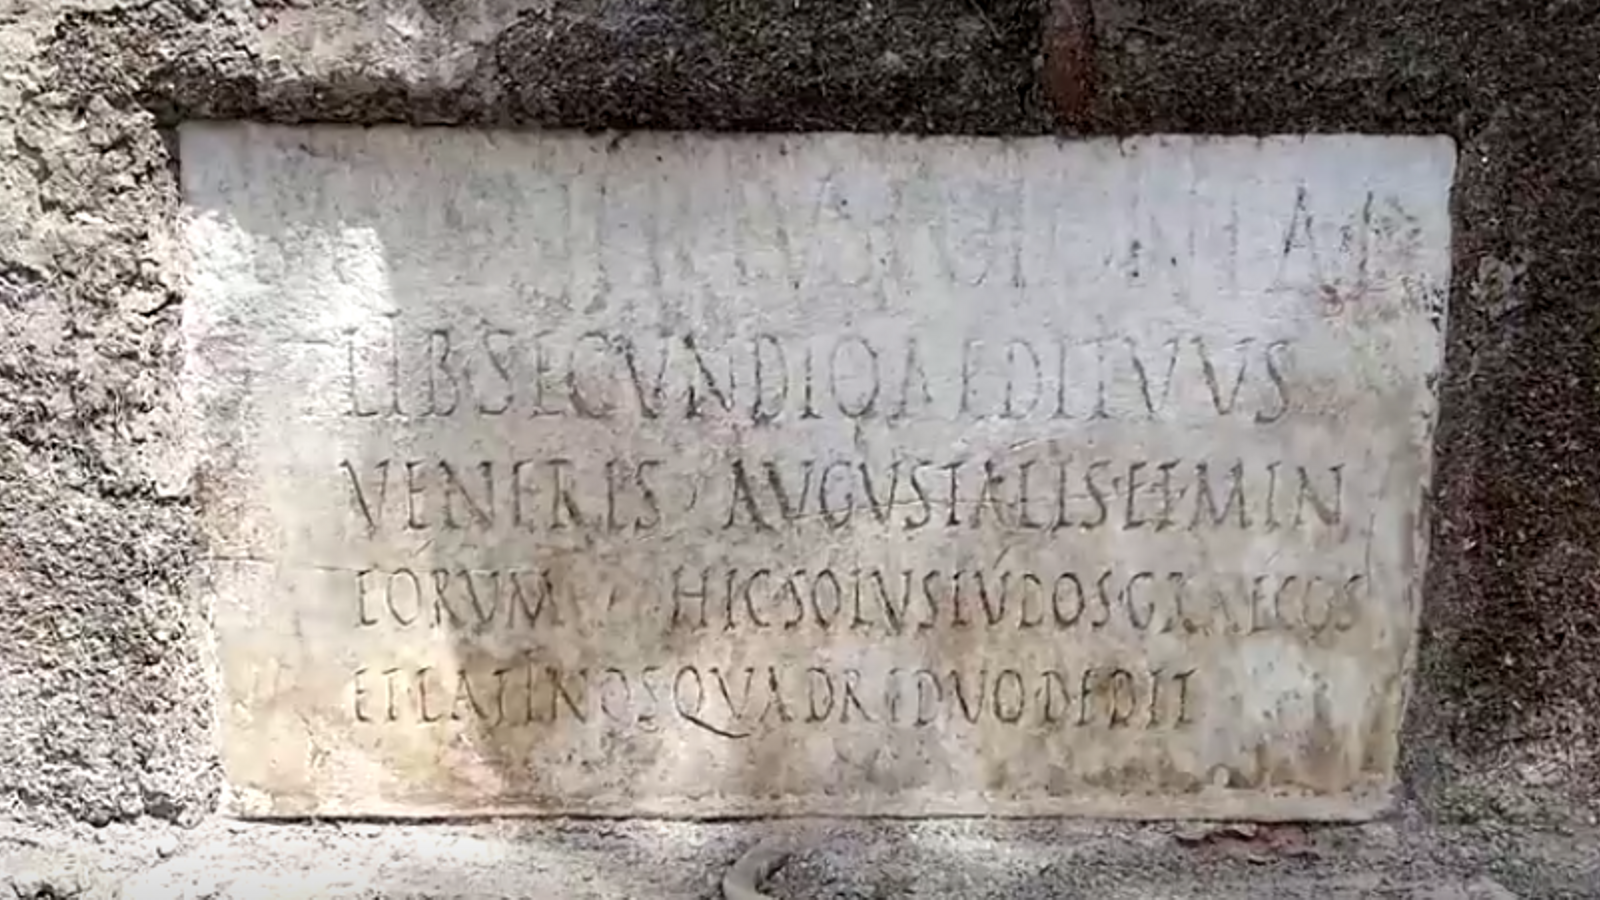 LIB SECVNDIO AEDITVVS
VENERIS AVGVSTALIS ET MIN
EORVM HIC SOLVS LVDOS GRAECOS
ET LATINOS QVADRIDVO DEDIT